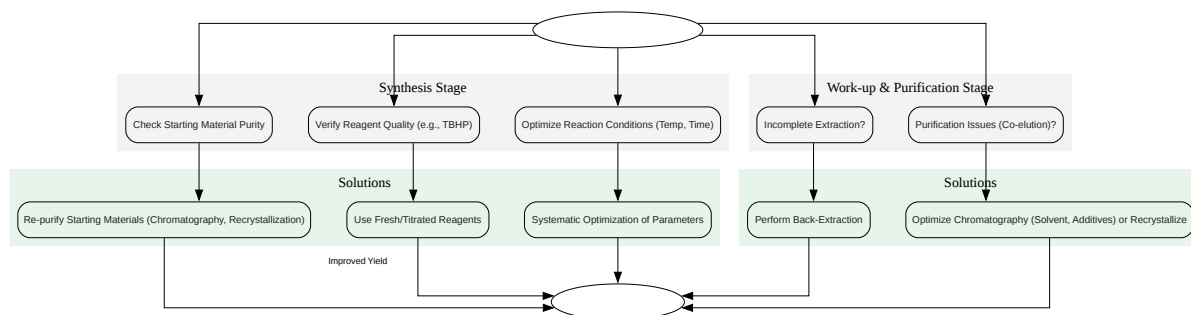 Synthesis Stage
Work-up & Purification Stage
Check Starting Material Purity
Verify Reagent Quality (e.g., TBHP)
Optimize Reaction Conditions (Temp, Time)
Incomplete Extraction?
Purification Issues (Co-elution)?
Solutions
Solutions
Re-purify Starting Materials (Chromatography, Recrystallization)
Use Fresh/Titrated Reagents
Systematic Optimization of Parameters
Perform Back-Extraction
Optimize Chromatography (Solvent, Additives) or Recrystallize
Improved Yield